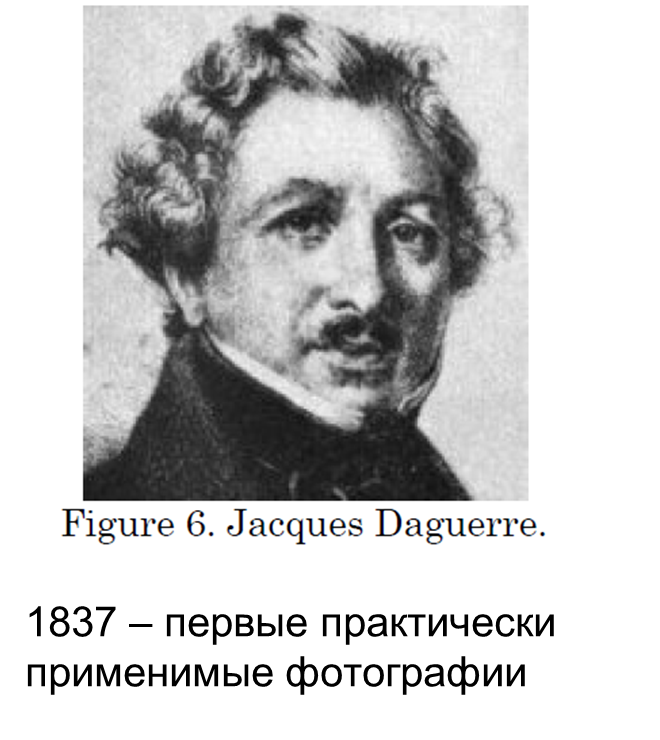 Figure 6. Jacques Daguerre.
1837 – первые практически
применимые фотографии